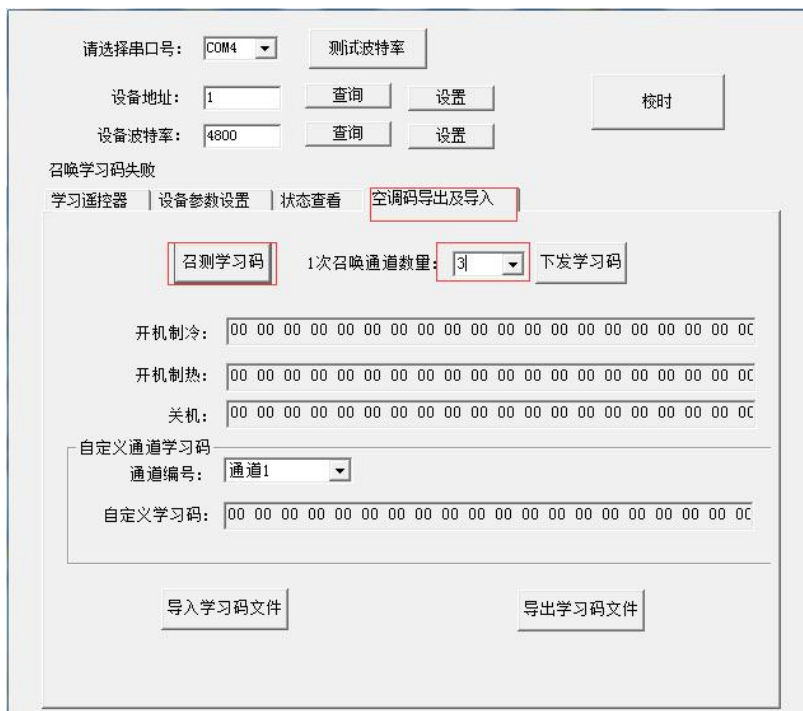 请选择串口号： COM4 测试波特率
设备地址： 1 查询 设置 校时
设备波特率： 4800 查询 设置
召唤学习码失败
学习遥控器 设备参数设置 状态查看 空调码导出及导入
召测学习码 1次召唤通道数量： 3 下发学习码
开机制冷： 00 00 00 00 00 00 00 00 00 00 00 00 00 00 00 00 00 00 00 00
开机制热： 00 00 00 00 00 00 00 00 00 00 00 00 00 00 00 00 00 00 00 00
关机： 00 00 00 00 00 00 00 00 00 00 00 00 00 00 00 00 00 00 00 00
自定义通道学习码
通道编号： 通道1
自定义学习码： 00 00 00 00 00 00 00 00 00 00 00 00 00 00 00 00 00 00 00 00
导入学习码文件 导出学习码文件